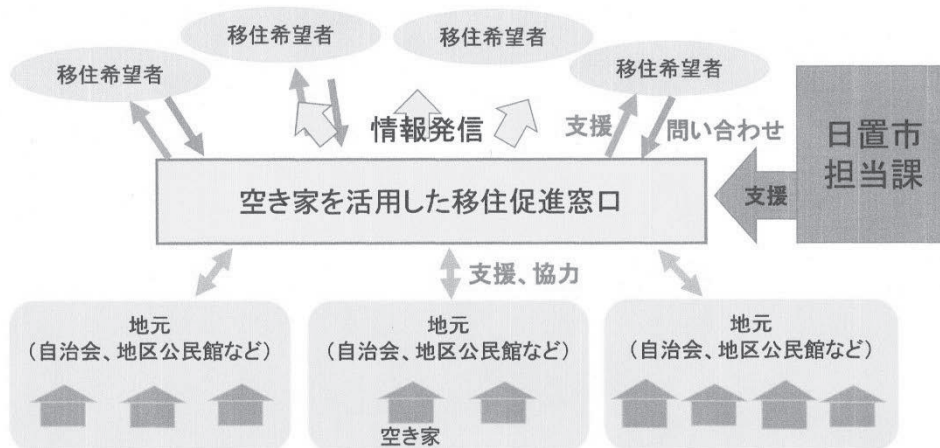 移住希望者
移住希望者
移住希望者
移住希望者
情報発信
支援
問い合わせ
日置市
担当課
空き家を活用した移住促進窓口
支援
支援、協力
地元
（自治会、地区公民館など）
地元
（自治会、地区公民館など）
空き家
地元
（自治会、地区公民館など）